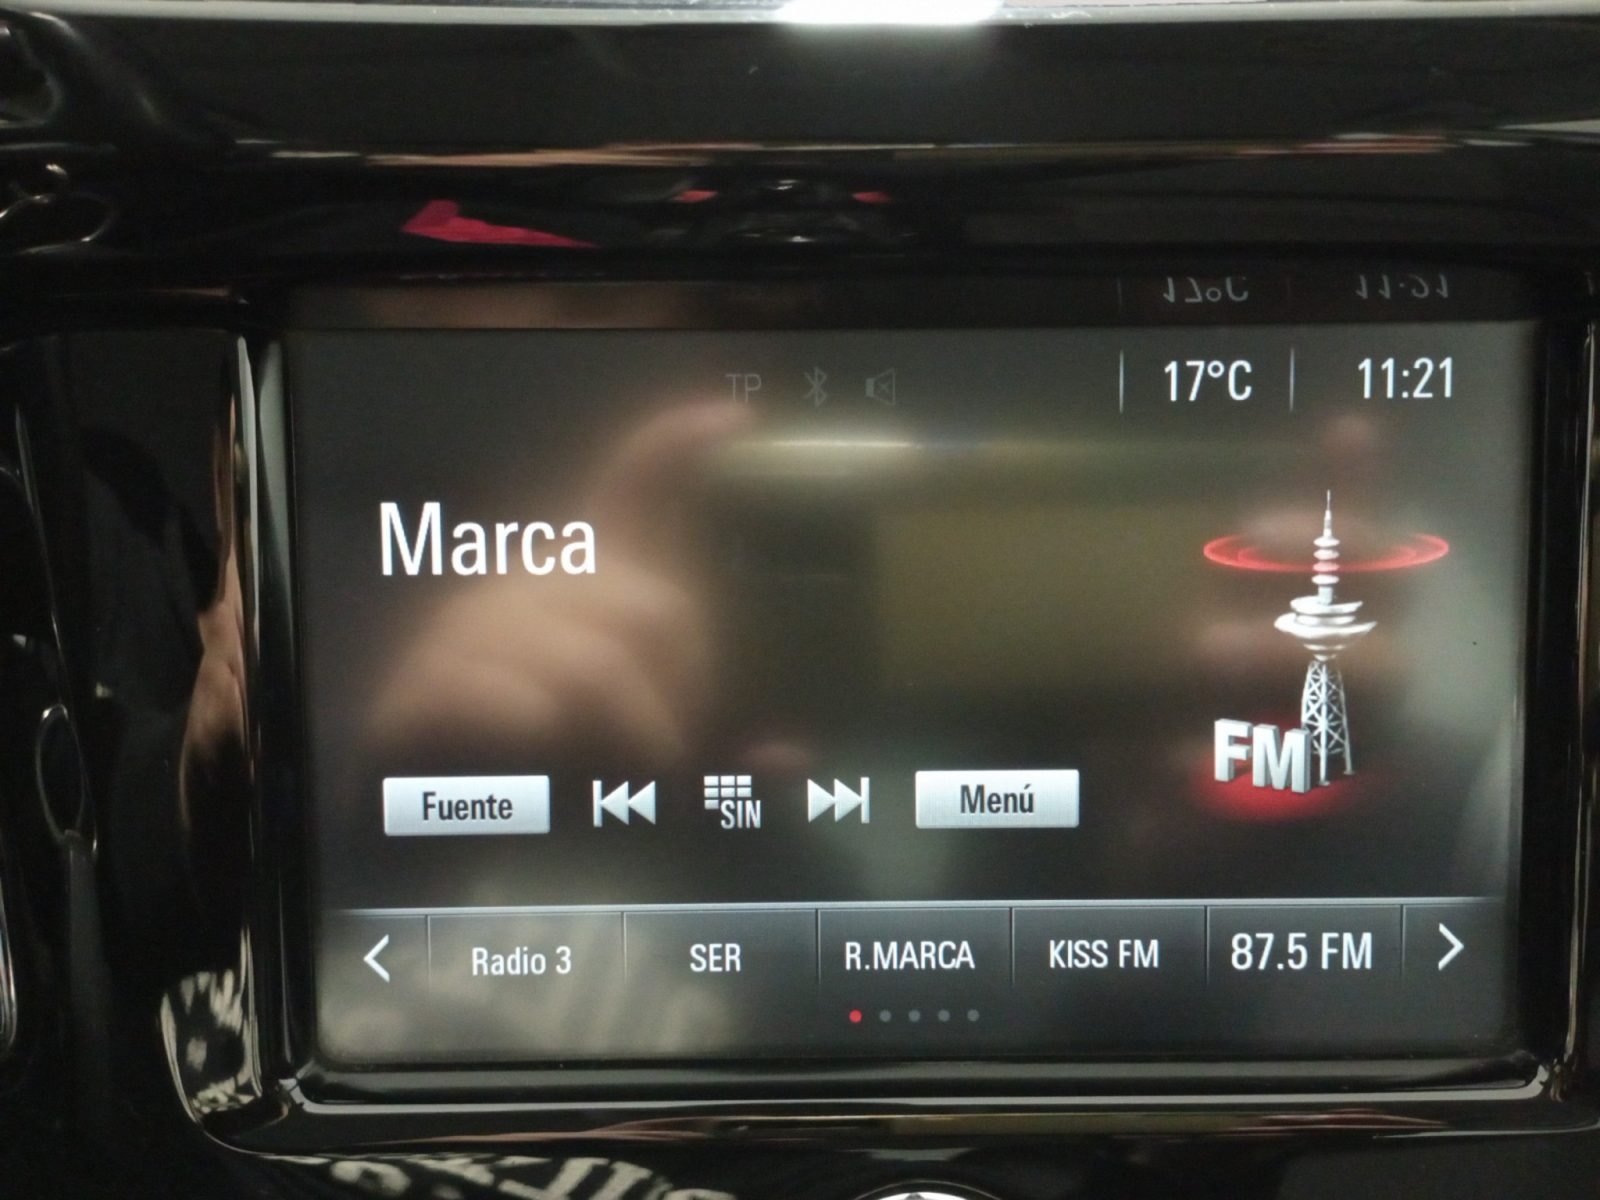 TP
17°C
11:21
Marca
FM
Fuente
SIN
Menú
Radio 3
SER
R.MARCA
KISS FM
87.5 FM